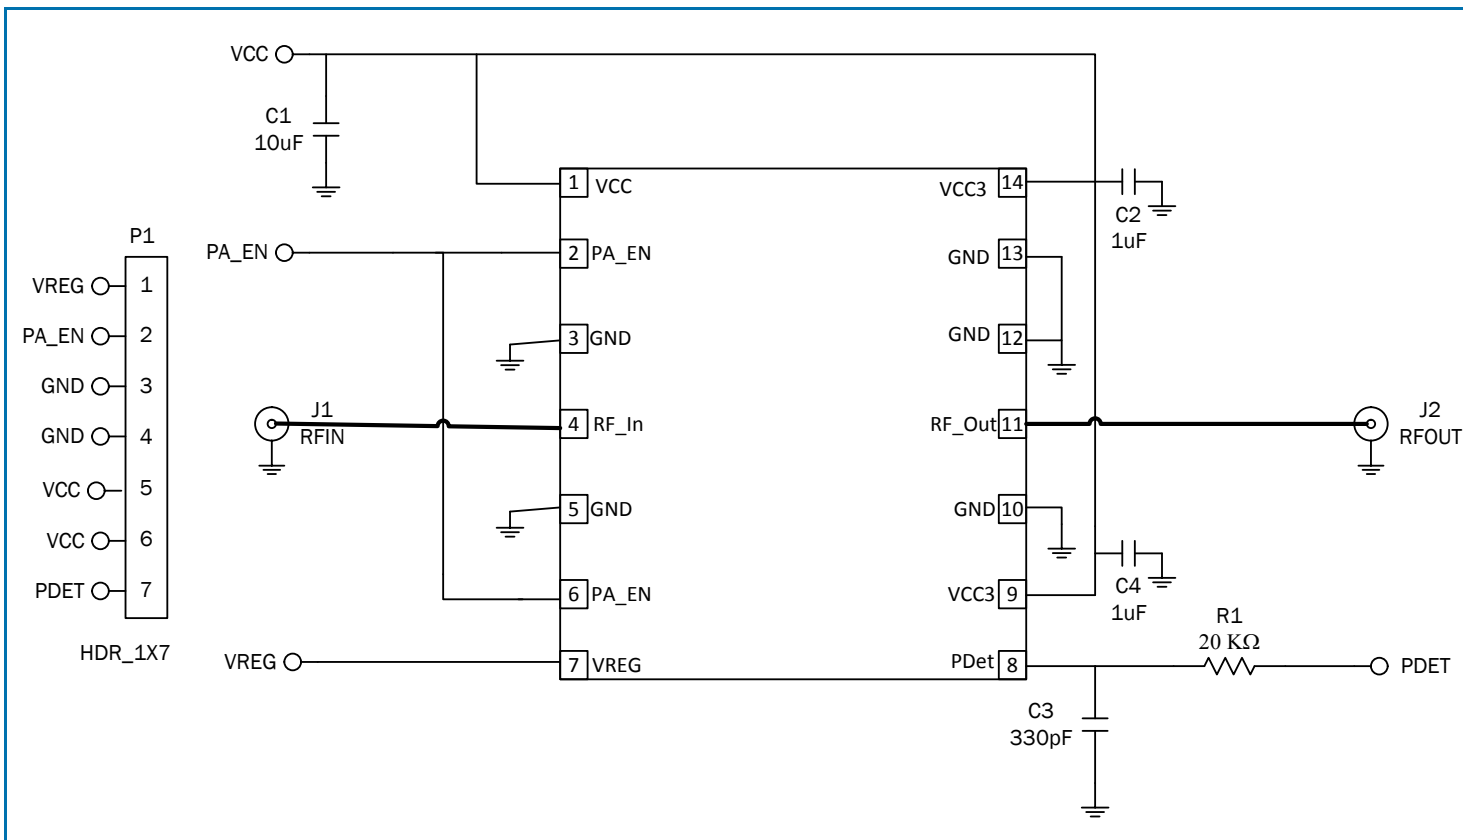 VCC
C1
10uF
P1
VREG 1
PA_EN 2
GND 3
GND 4
VCC 5
VCC 6
PDET 7
HDR_1X7
PA_EN
J1
RFIN
VREG
1 VCC
2 PA_EN
3 GND
4 RF_In
5 GND
6 PA_EN
7 VREG
VCC3 14
GND 13
GND 12
RF_Out 11
GND 10
VCC3 9
PDet 8
C2
1uF
J2
RFOUT
C4
1uF
R1
20 KΩ
PDET
C3
330pF